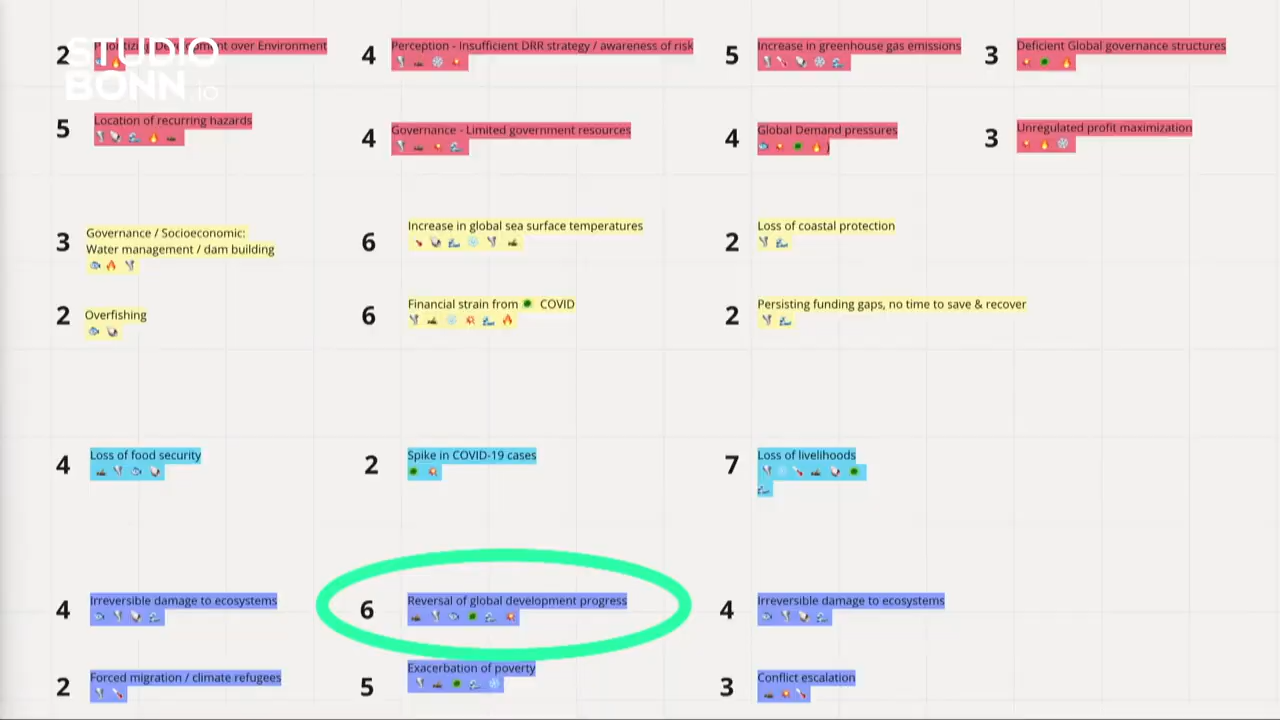 STUDIO
BONN.io
2 Prioritizing Development over Environment
4 Perception - Insufficient DRR strategy / awareness of risk
5 Increase in greenhouse gas emissions
3 Deficient Global governance structures
5 Location of recurring hazards
4 Governance - Limited government resources
4 Global Demand pressures
3 Unregulated profit maximization
3 Governance / Socioeconomic:
Water management / dam building
6 Increase in global sea surface temperatures
2 Loss of coastal protection
2 Overfishing
6 Financial strain from COVID
2 Persisting funding gaps, no time to save & recover
4 Loss of food security
2 Spike in COVID-19 cases
7 Loss of livelihoods
4 Irreversible damage to ecosystems
6 Reversal of global development progress
4 Irreversible damage to ecosystems
2 Forced migration / climate refugees
5 Exacerbation of poverty
3 Conflict escalation